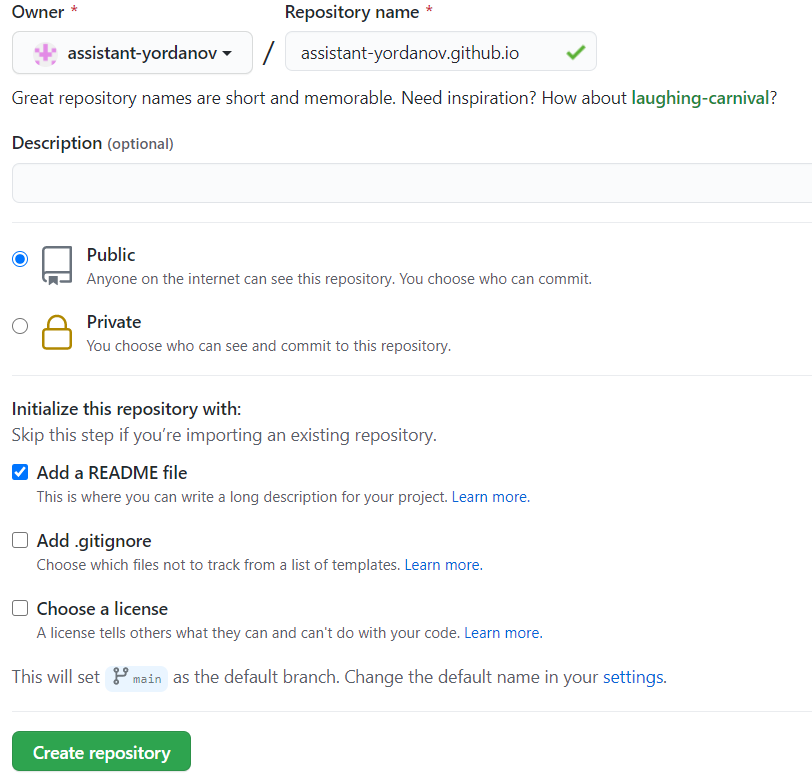 Owner * Repository name *
assistant-yordanov / assistant-yordanov.github.io
Great repository names are short and memorable. Need inspiration? How about laughing-carnival?
Description (optional)
Public
Anyone on the internet can see this repository. You choose who can commit.
Private
You choose who can see and commit to this repository.
Initialize this repository with:
Skip this step if you’re importing an existing repository.
Add a README file
This is where you can write a long description for your project. Learn more.
Add .gitignore
Choose which files not to track from a list of templates. Learn more.
Choose a license
A license tells others what they can and can't do with your code. Learn more.
This will set main as the default branch. Change the default name in your settings.
Create repository